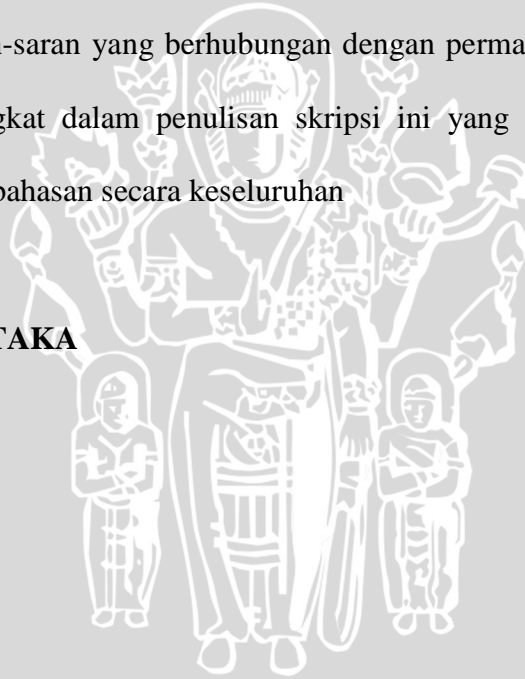 n-saran yang berhubungan dengan perma
gkat dalam penulisan skripsi ini yang
bahasan secara keseluruhan
TAKA